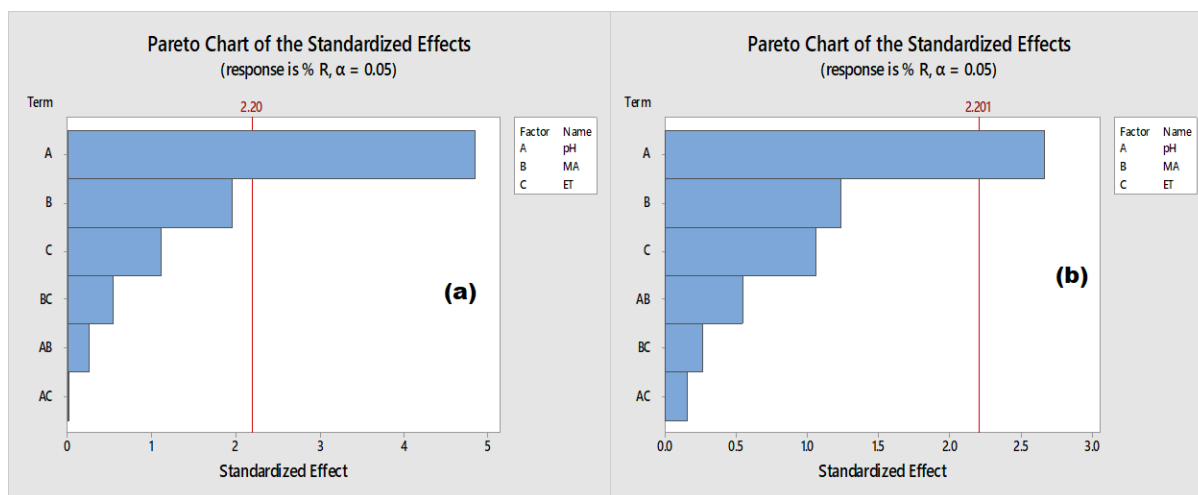 Pareto Chart of the Standardized Effects
(response is % R, α = 0.05)
Term
2.20
A
B
C
BC
AB
AC
0 1 2 3 4 5
Standardized Effect
Factor Name
A pH
B MA
C ET
(a)
Pareto Chart of the Standardized Effects
(response is % R, α = 0.05)
Term
2.201
A
B
C
AB
BC
AC
0.0 0.5 1.0 1.5 2.0 2.5 3.0
Standardized Effect
Factor Name
A pH
B MA
C ET
(b)